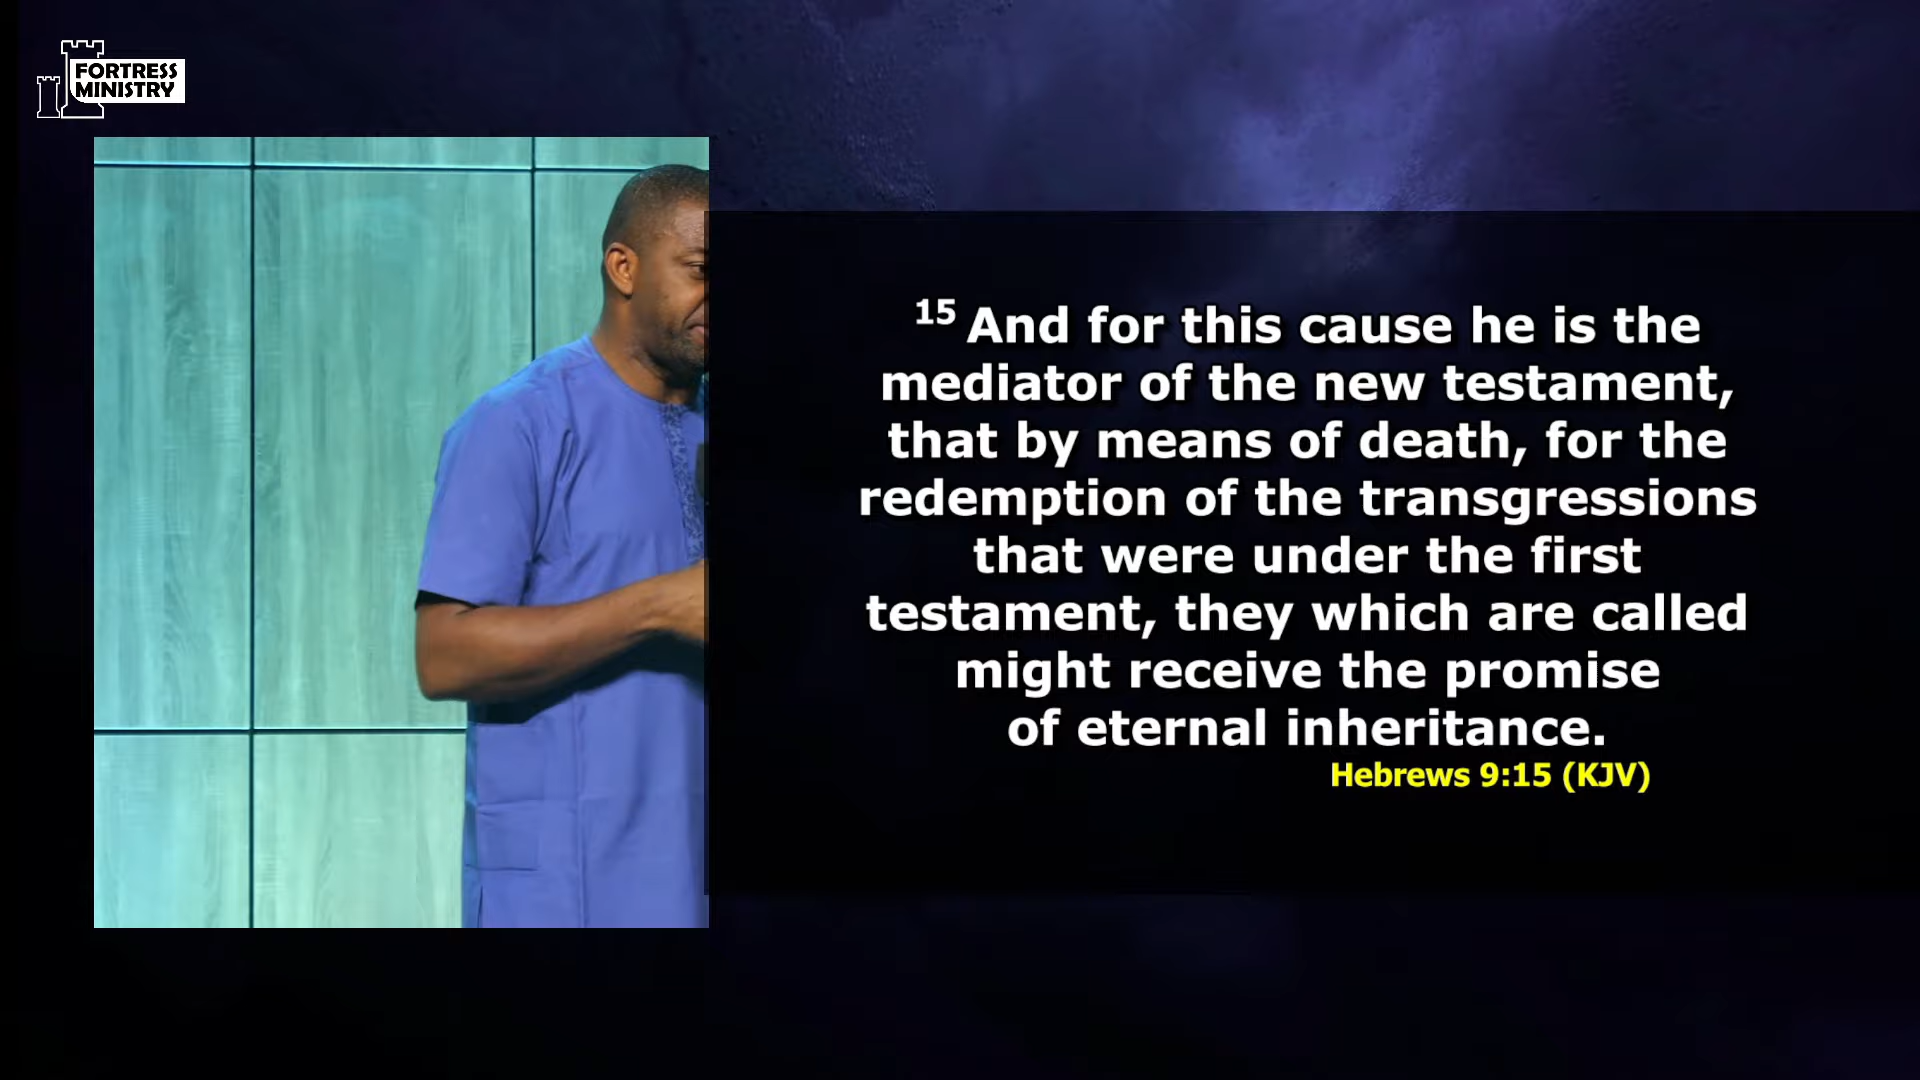 FORTRESS
MINISTRY
15 And for this cause he is the
mediator of the new testament,
that by means of death, for the
redemption of the transgressions
that were under the first
testament, they which are called
might receive the promise
of eternal inheritance.
Hebrews 9:15 (KJV)